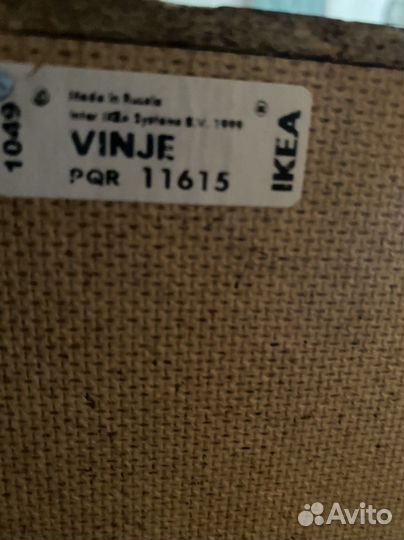 Made in Russia
Inter IKEA Systems B.V. 1999
VINJE
PQR 11615
1049
®
IKEA
Avito